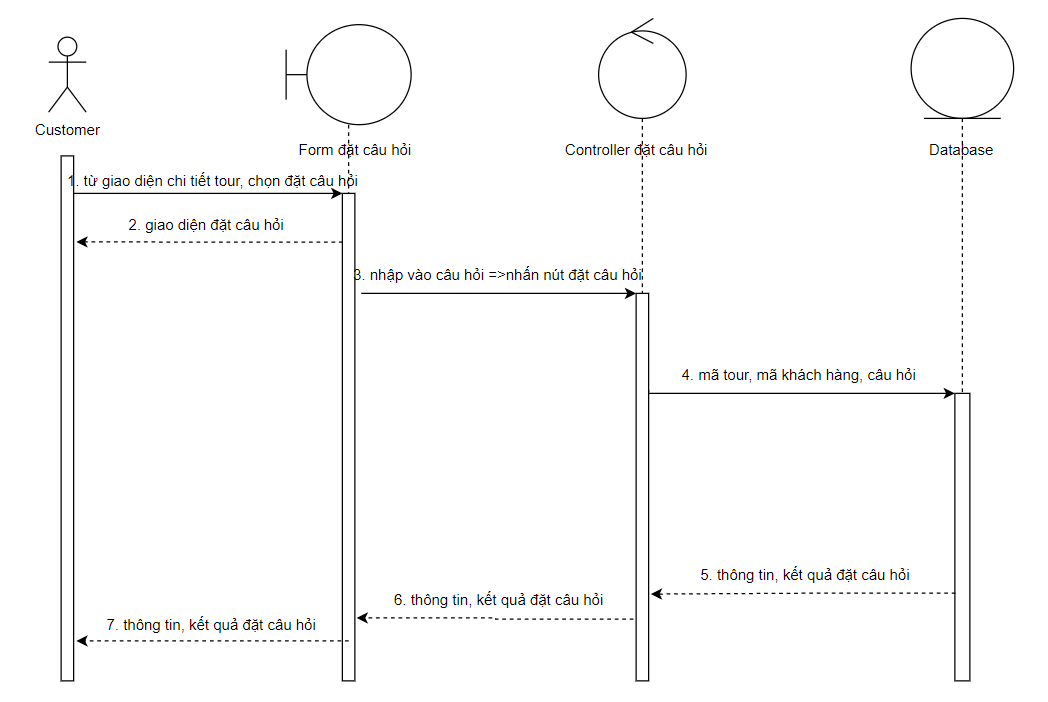 Customer
Form đặt câu hỏi
Controller đặt câu hỏi
Database
1. từ giao diện chi tiết tour, chọn đặt câu hỏi
2. giao diện đặt câu hỏi
3. nhập vào câu hỏi =>nhấn nút đặt câu hỏi
4. mã tour, mã khách hàng, câu hỏi
5. thông tin, kết quả đặt câu hỏi
6. thông tin, kết quả đặt câu hỏi
7. thông tin, kết quả đặt câu hỏi